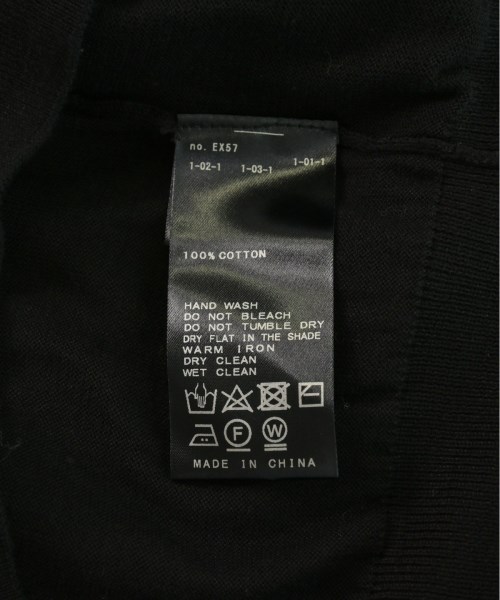 no. EX57
1-02-1 1-03-1 1-01-1
100% COTTON
HAND WASH
DO NOT BLEACH
DO NOT TUMBLE DRY
DRY FLAT IN THE SHADE
WARM IRON
DRY CLEAN
WET CLEAN
F W
MADE IN CHINA